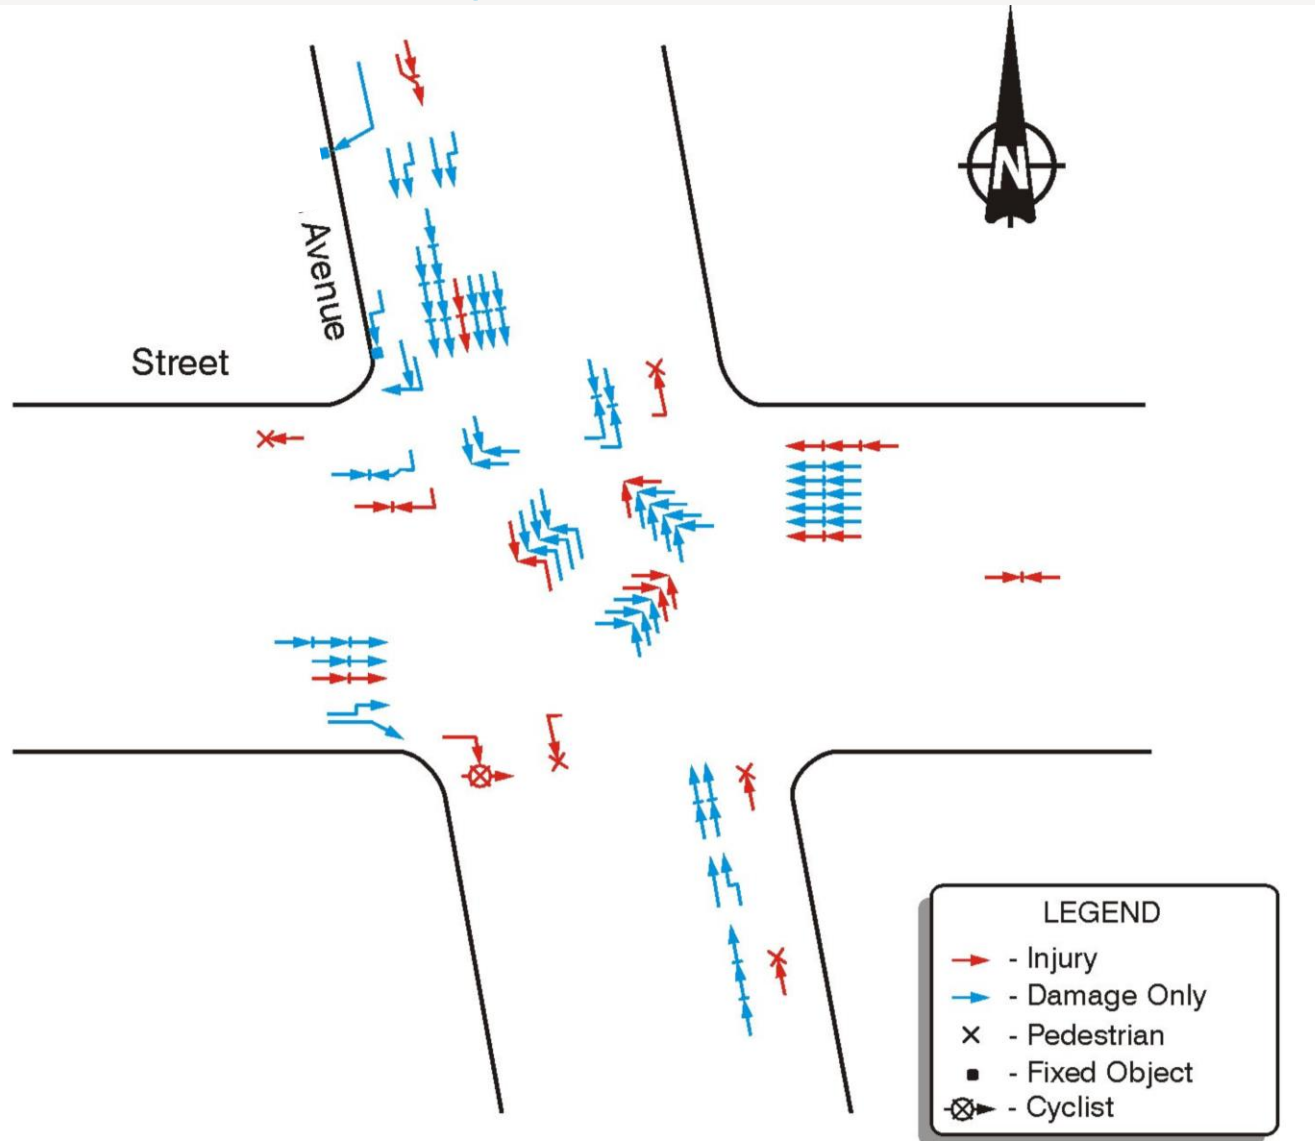 N
Avenue
Street
LEGEND
- Injury
- Damage Only
- Pedestrian
- Fixed Object
- Cyclist